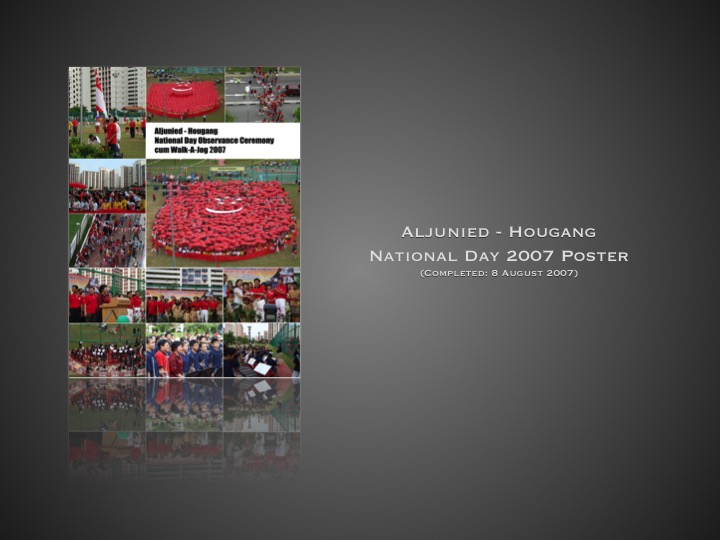 Aljunied - Hougang
National Day Observance Ceremony
cum Walk-A-Jog 2007
Aljunied - Hougang
National Day 2007 Poster
(Completed: 8 August 2007)